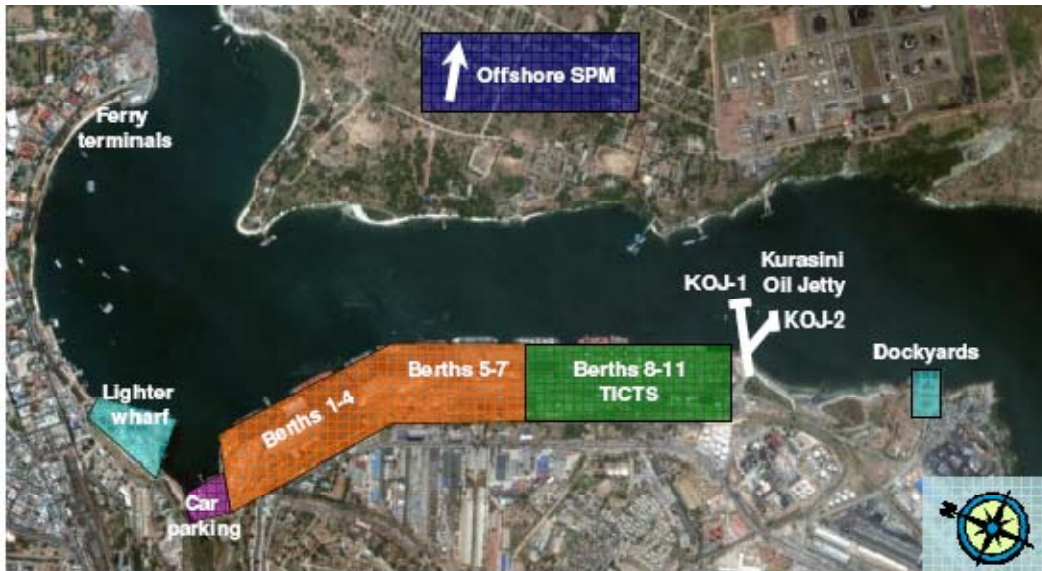 Offshore SPM
Ferry
terminals
Kurasini
Oil Jetty
KOJ-1
KOJ-2
Dockyards
Berths 5-7
Berths 8-11
TICTS
Berths 1-4
Lighter
wharf
Car
parking